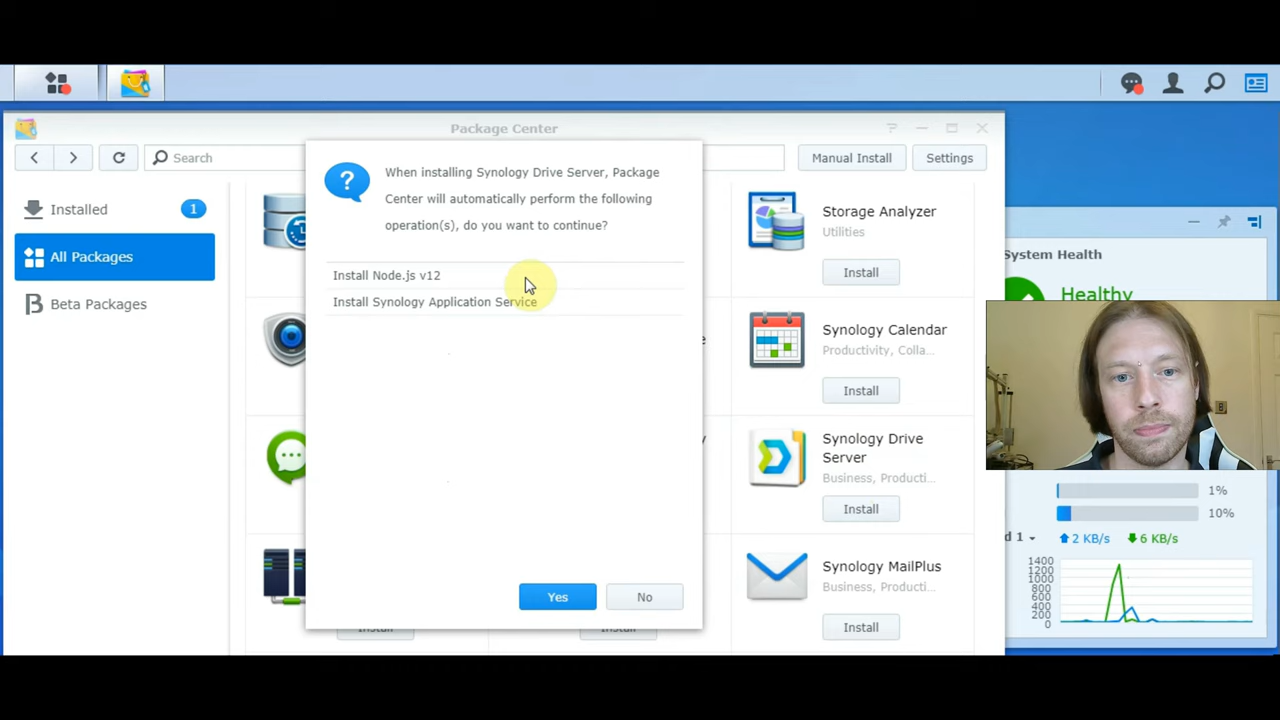 Package Center
Search
Manual Install
Settings
Installed
1
All Packages
Beta Packages
When installing Synology Drive Server, Package
Center will automatically perform the following
operation(s), do you want to continue?
Install Node.js v12
Install Synology Application Service
Yes
No
Storage Analyzer
Utilities
Install
Synology Calendar
Productivity, Colla...
Install
Synology Drive
Server
Business, Producti...
Install
Synology MailPlus
Business, Producti...
Install
Install
Install
e
y
System Health
Healthy
1%
10%
d 1
2 KB/s
6 KB/s
1400
1200
1000
800
600
400
200
0